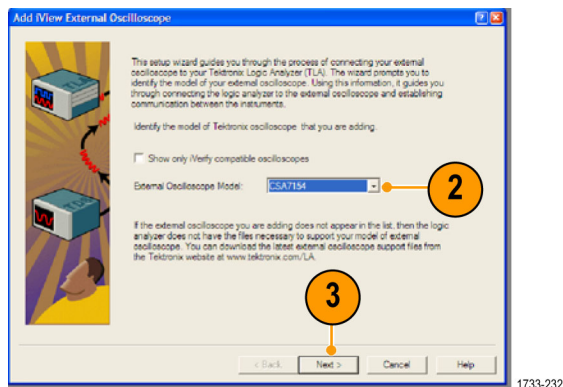 Add iView External Oscilloscope
This setup wizard guides you through the process of connecting your external
oscilloscope to your Tektronix Logic Analyzer (TLA). The wizard prompts you to
identify the model of your external oscilloscope. Using this information, it guides you
through connecting the logic analyzer to the external oscilloscope and establishing
communication between the instruments.
Identify the model of Tektronix oscilloscope that you are adding.
Show only iVerify compatible oscilloscopes
External Oscilloscope Model: CSA7154
2
If the external oscilloscope you are adding does not appear in the list, then the logic
analyzer does not have the files necessary to support your model of external
oscilloscope. You can download the latest external oscilloscope support files from
the Tektronix website at www.tektronix.com/LA.
3
< Back Next > Cancel Help
1733-232
TLA
TDS